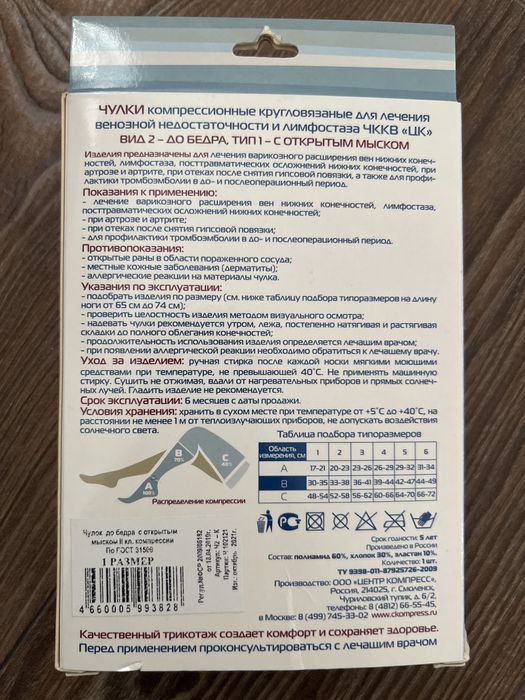 ЧУЛКИ компрессионные кругловязаные для лечения
венозной недостаточности и лимфостаза ЧККВ «ЦК»
ВИД 2 – ДО БЕДРА, ТИП 1 – С ОТКРЫТЫМ МЫСКОМ
Изделия предназначены для лечения варикозного расширения вен нижних конеч-
ностей, лимфостаза, посттравматических осложнений нижних конечностей, при
артрозе и артрите, при отеках после снятия гипсовой повязки, а также для профи-
лактики тромбоэмболии в до- и послеоперационный период.
Показания к применению:
- лечение варикозного расширения вен нижних конечностей, лимфостаза,
посттравматических осложнений нижних конечностей;
- при артрозе и артрите;
- при отеках после снятия гипсовой повязки;
- для профилактики тромбоэмболии в до- и послеоперационный период.
Противопоказания:
- открытые раны в области пораженного сосуда;
- местные кожные заболевания (дерматиты);
- аллергические реакции на материалы чулка.
Указания по эксплуатации:
- подобрать изделия по размеру (см. ниже таблицу подбора типоразмеров на длину
ноги от 65 см до 74 см);
- проверить целостность изделия методом визуального осмотра;
- надевать чулки рекомендуется утром, лежа, постепенно натягивая и растягивая
складки до полного облегания конечностей;
- продолжительность использования изделия определяется лечащим врачом;
- при появлении аллергической реакции необходимо обратиться к лечащему врачу.
Уход за изделием: ручная стирка после каждой носки мягкими моющими
средствами при температуре, не превышающей 40°С. Не применять машинную
стирку. Сушить не отжимая, вдали от нагревательных приборов и прямых солнеч-
ных лучей. Гладить изделие не рекомендуется.
Срок эксплуатации: 6 месяцев с даты продажи.
Условия хранения: хранить в сухом месте при температуре от +5°С до +40°С, на
расстоянии не менее 1 м от теплоизлучающих приборов, не допускать воздействия
солнечного света.
Таблица подбора типоразмеров
Область измерения, см 1 2 3 4 5 6
A 17-21 20-23 23-26 26-29 29-32 31-34
B 30-35 33-38 36-41 39-44 42-47 44-49
C 48-54 52-58 56-62 60-66 64-70 66-72
A 100%
B 70%
C 40%
Распределение компрессии
Срок годности: 5 лет
Произведено в России
Состав: полиамид 60%, хлопок 30%, эластан 10%
Количество: 1 шт.
ТУ 9398-011-87925726-2009
Производство: ООО «ЦЕНТР КОМПРЕСС»,
Россия, 214025, г. Смоленск,
Чуриловский тупик, д. 6/2,
телефоны: 8 (4812) 66-55-45,
в Москве: 8 (499) 745-33-02 www.ckompress.ru
Чулок до бедра с открытым
мыском II кл. компрессии
По ГОСТ 31509
1 РАЗМЕР
4 660005 993828
Артикул: Ч2 – К
Качественный трикотаж создает комфорт и сохраняет здоровье.
Перед применением проконсультироваться с лечащим врачом